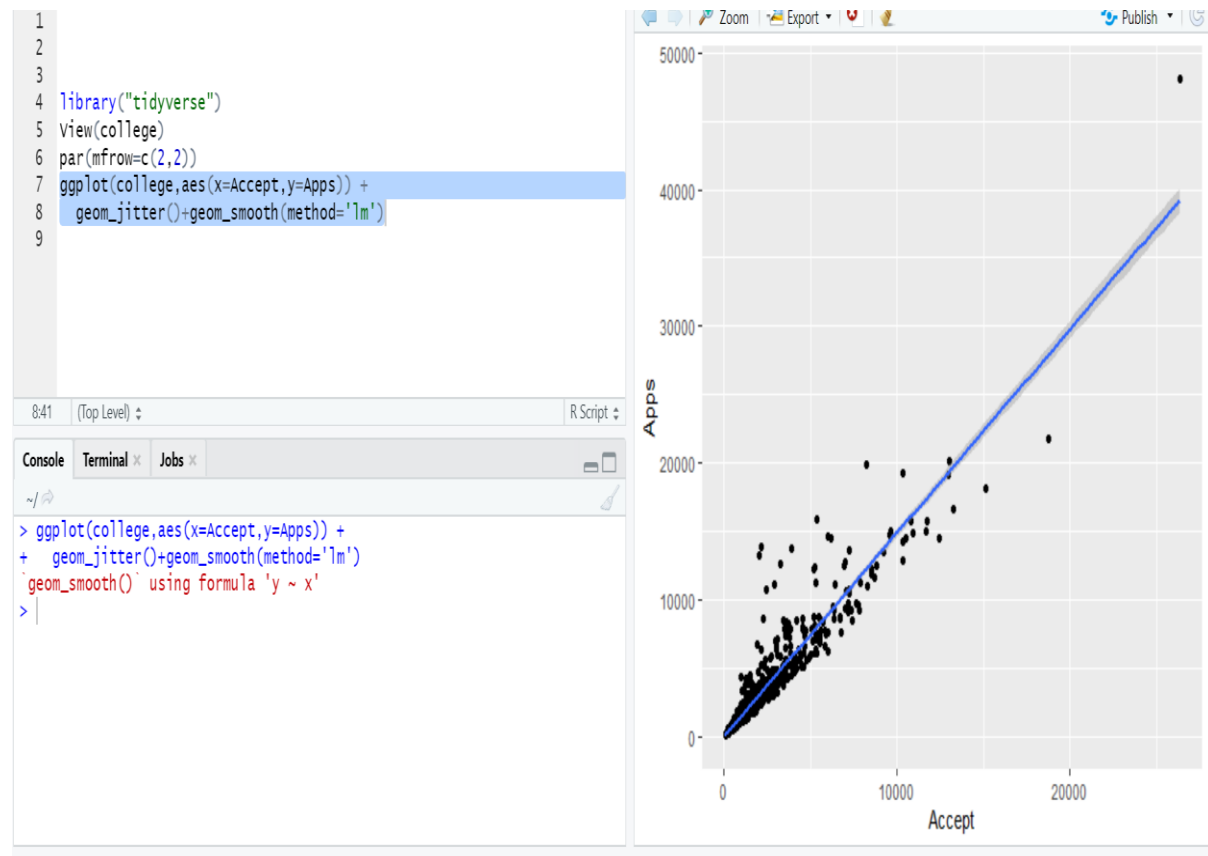 1
2
3
4 library("tidyverse")
5 View(college)
6 par(mfrow=c(2,2))
7 ggplot(college,aes(x=Accept,y=Apps)) +
8 geom_jitter()+geom_smooth(method='lm')
9
8:41 (Top Level) R Script
Console Terminal Jobs
~/
> ggplot(college,aes(x=Accept,y=Apps)) +
+ geom_jitter()+geom_smooth(method='lm')
`geom_smooth()` using formula 'y ~ x'
>
Zoom Export Publish
50000
40000
30000
20000
10000
0
Apps
0 10000 20000
Accept